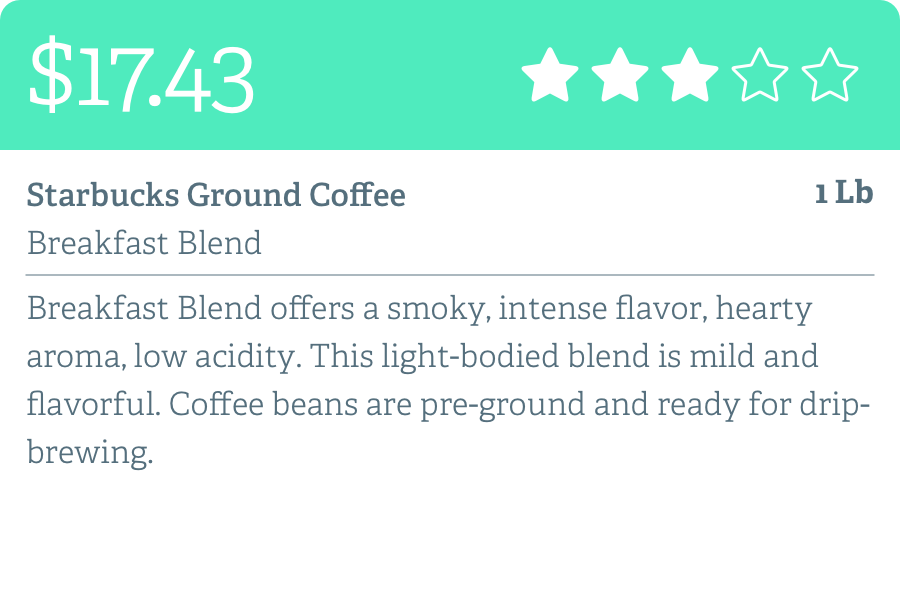 $17.43
Starbucks Ground Coffee
1 Lb
Breakfast Blend
Breakfast Blend offers a smoky, intense flavor, hearty
aroma, low acidity. This light-bodied blend is mild and
flavorful. Coffee beans are pre-ground and ready for drip-
brewing.